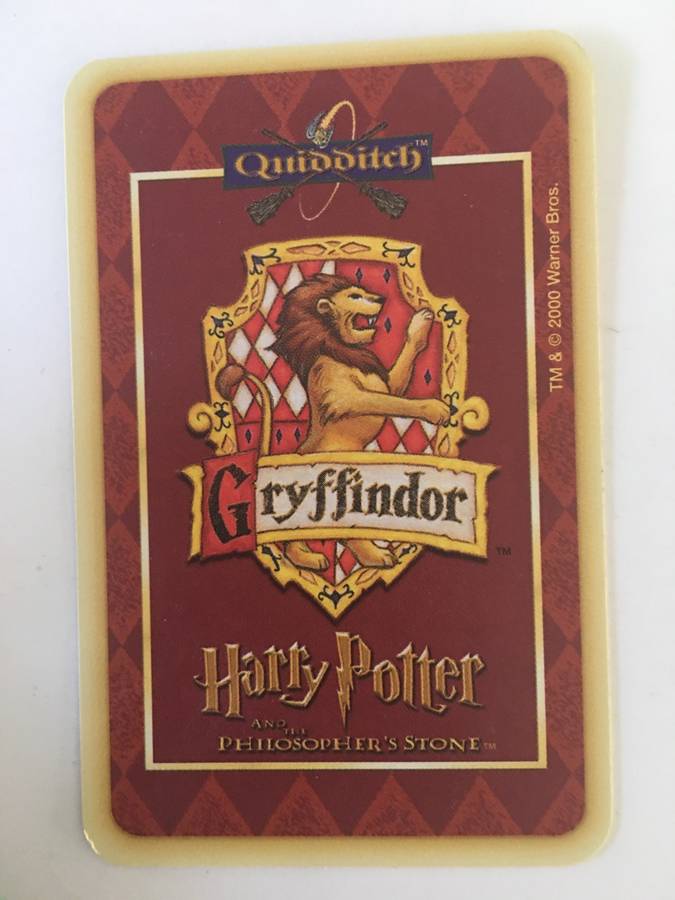 Quidditch™
TM & © 2000 Warner Bros.
Gryffindor
TM
Harry Potter
AND THE
PHILOSOPHER'S STONE™